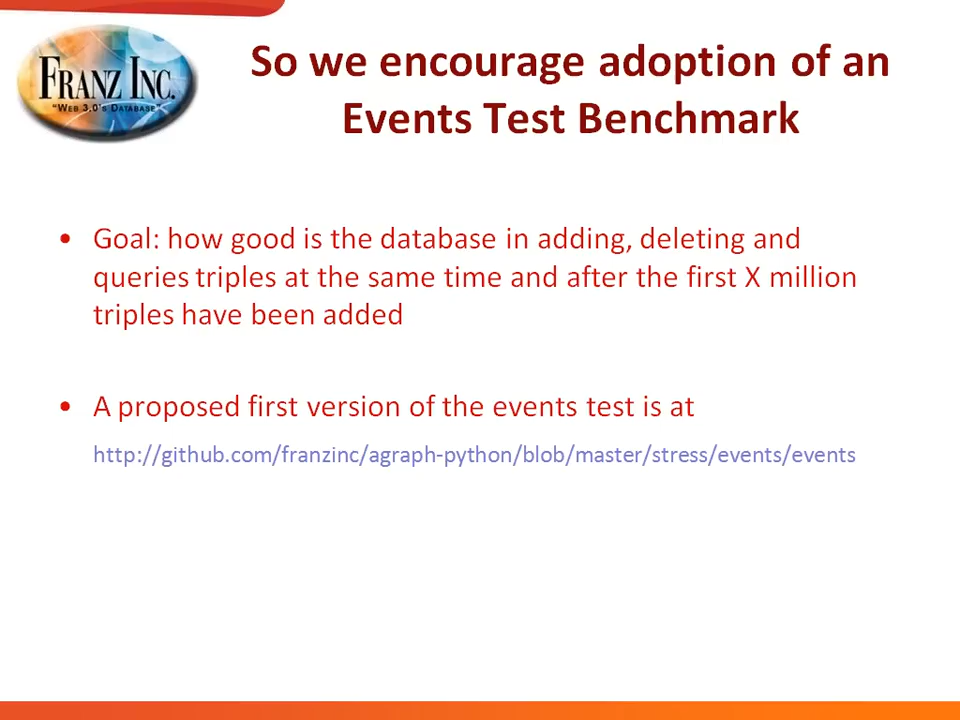 FRANZ INC.
"WEB 3.0'S DATABASE"
So we encourage adoption of an
Events Test Benchmark
• Goal: how good is the database in adding, deleting and
queries triples at the same time and after the first X million
triples have been added
• A proposed first version of the events test is at
http://github.com/franzinc/agraph-python/blob/master/stress/events/events